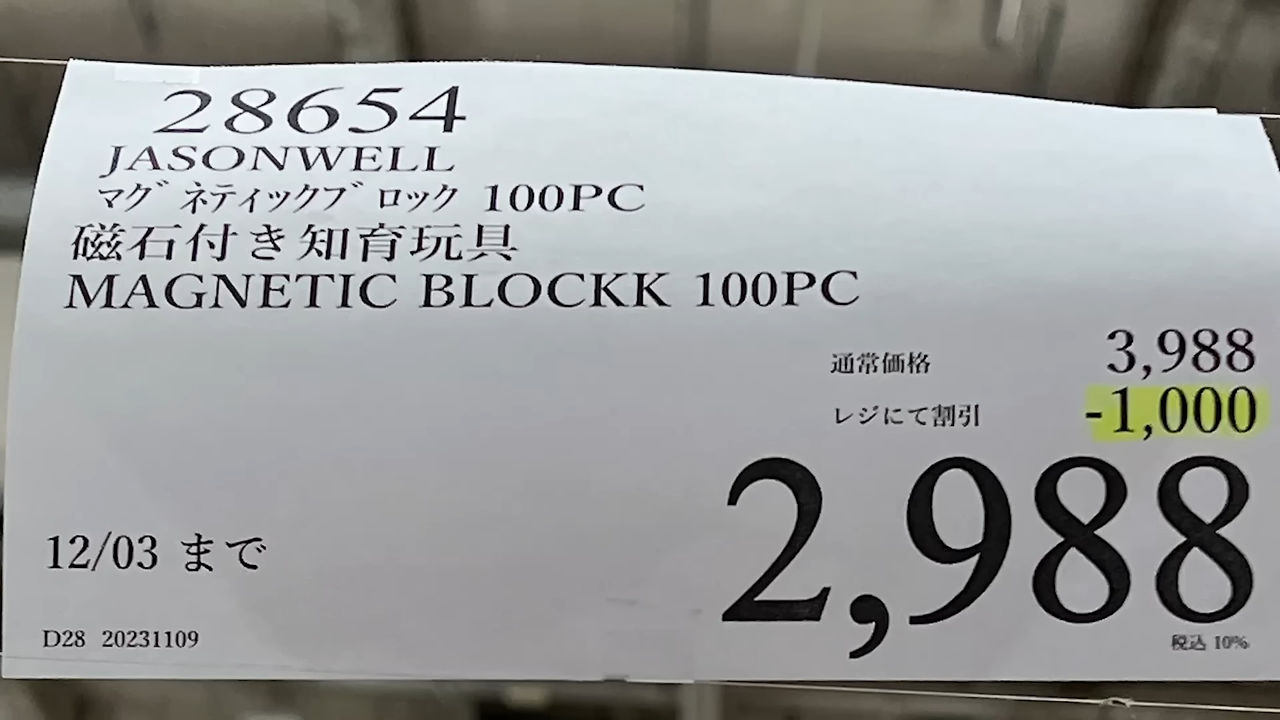 28654
JASONWELL
マグネティックブロック 100PC
磁石付き知育玩具
MAGNETIC BLOCKK 100PC
通常価格 3,988
レジにて割引 -1,000
2,988
12/03 まで
税込 10%
D28 20231109